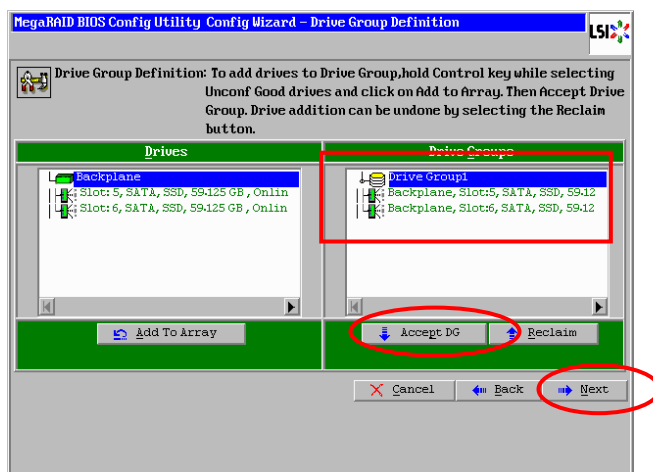 MegaRAID BIOS Config Utility Config Wizard – Drive Group Definition
LSI
Drive Group Definition: To add drives to Drive Group,hold Control key while selecting
Unconf Good drives and click on Add to Array. Then Accept Drive
Group. Drive addition can be undone by selecting the Reclaim
button.
Drives
Backplane
Slot: 5, SATA, SSD, 59.125 GB , Onlin
Slot: 6, SATA, SSD, 59.125 GB , Onlin
Add To Array
Drive Groups
Drive Group1
Backplane, Slot:5, SATA, SSD, 59.12
Backplane, Slot:6, SATA, SSD, 59.12
Accept DG
Reclaim
Cancel
Back
Next